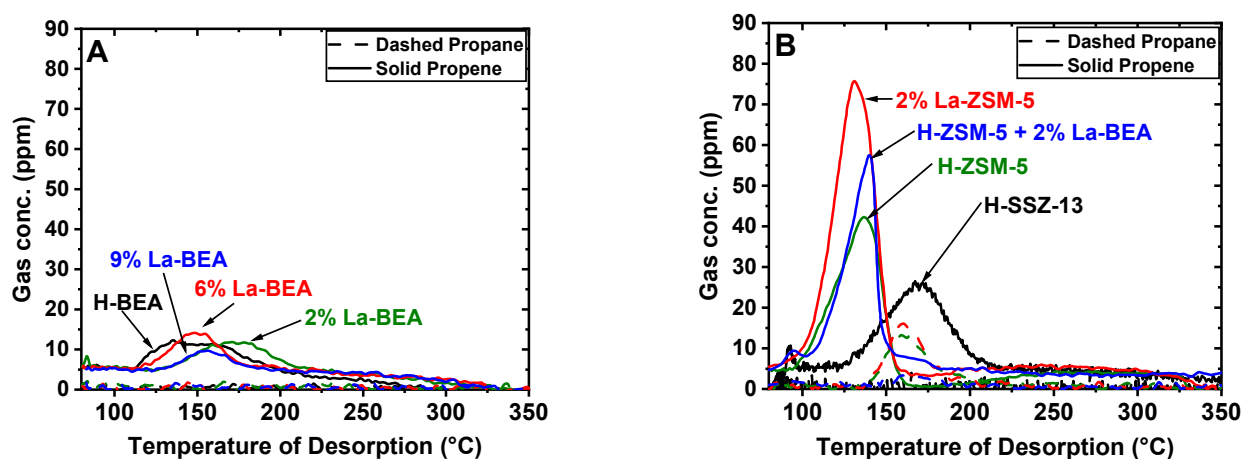 A
Dashed Propane
Solid Propene
90
80
70
60
50
40
30
20
10
0
Gas conc. (ppm)
9% La-BEA
H-BEA
6% La-BEA
2% La-BEA
100
150
200
250
300
350
Temperature of Desorption (°C)
B
Dashed Propane
Solid Propene
90
80
70
60
50
40
30
20
10
0
Gas conc. (ppm)
2% La-ZSM-5
H-ZSM-5 + 2% La-BEA
H-ZSM-5
H-SSZ-13
100
150
200
250
300
350
Temperature of Desorption (°C)